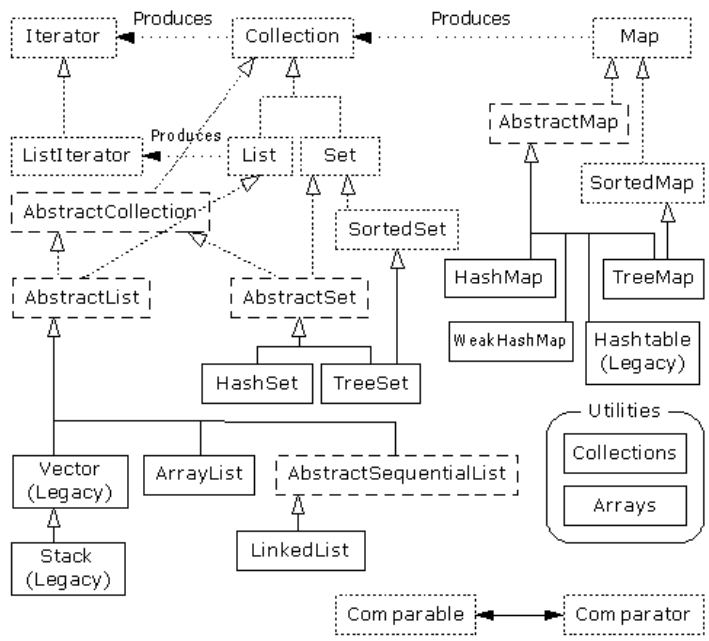 Produces
Produces
Iterator
Collection
Map
AbstractMap
Produces
ListIterator
List
Set
SortedMap
AbstractCollection
SortedSet
HashMap
TreeMap
AbstractList
AbstractSet
WeakHashMap
Hashtable
(Legacy)
HashSet
TreeSet
Utilities
Collections
Vector
(Legacy)
ArrayList
AbstractSequentialList
Arrays
LinkedList
Stack
(Legacy)
Comparable
Comparator